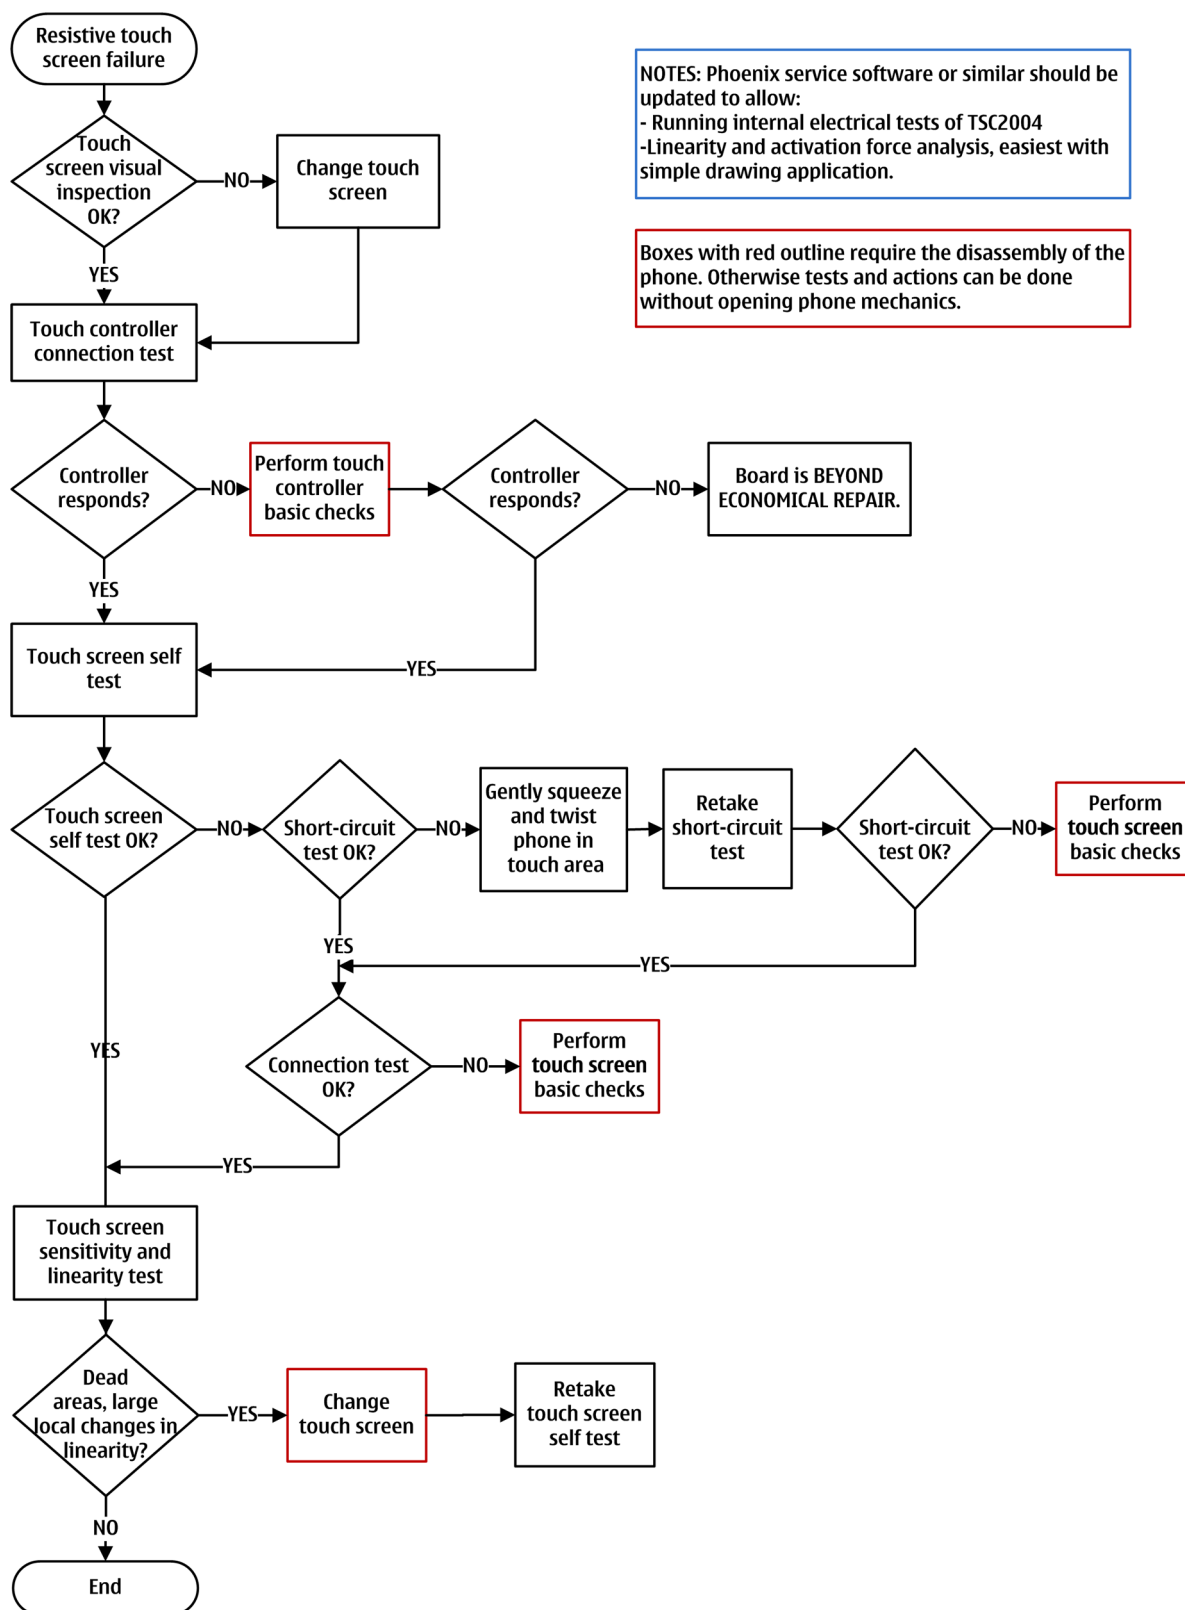 Resistive touch
screen failure
NOTES: Phoenix service software or similar should be
updated to allow:
- Running internal electrical tests of TSC2004
-Linearity and activation force analysis, easiest with
simple drawing application.
Touch
screen visual
inspection
OK?
NO
Change touch
screen
YES
Boxes with red outline require the disassembly of the
phone. Otherwise tests and actions can be done
without opening phone mechanics.
Touch controller
connection test
Controller
responds?
NO
Perform touch
controller
basic checks
Controller
responds?
NO
Board is BEYOND
ECONOMICAL REPAIR.
YES
YES
Touch screen self
test
Touch screen
self test OK?
NO
Short-circuit
test OK?
NO
Gently squeeze
and twist
phone in
touch area
Retake
short-circuit
test
Short-circuit
test OK?
NO
Perform
touch screen
basic checks
YES
YES
YES
Connection test
OK?
NO
Perform
touch screen
basic checks
YES
Touch screen
sensitivity and
linearity test
Dead
areas, large
local changes in
linearity?
YES
Change
touch screen
Retake
touch screen
self test
NO
End